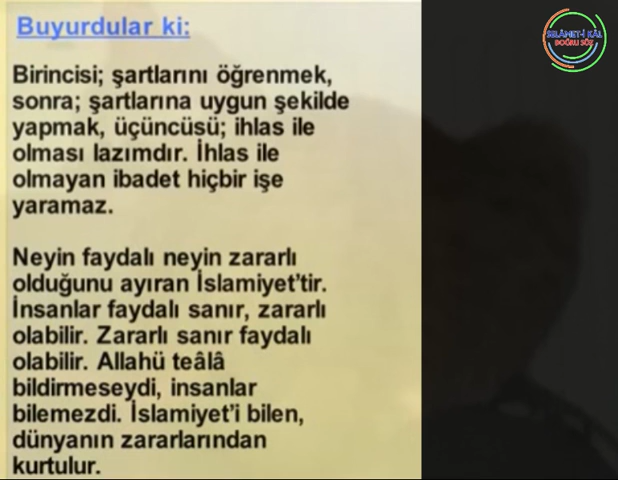 Buyurdular ki:
Birincisi; şartlarını öğrenmek,
sonra; şartlarına uygun şekilde
yapmak, üçüncüsü; ihlas ile
olması lazımdır. İhlas ile
olmayan ibadet hiçbir işe
yaramaz.
Neyin faydalı neyin zararlı
olduğunu ayıran İslamiyet'tir.
İnsanlar faydalı sanır, zararlı
olabilir. Zararlı sanır faydalı
olabilir. Allahü teâlâ
bildirmeseydi, insanlar
bilemezdi. İslamiyet'i bilen,
dünyanın zararlarından
kurtulur.
SELÂMET-İ KÂL
DOĞRU SÖZ